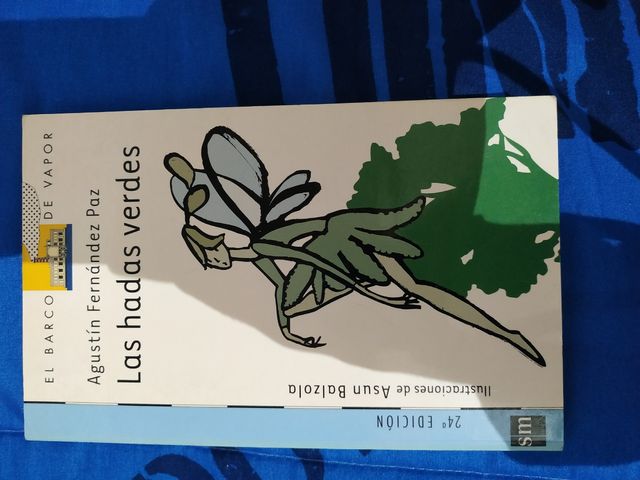 EL BARCO DE VAPOR
Agustín Fernández Paz
Las hadas verdes
Ilustraciones de Asun Balzola
24ª EDICIÓN
sm